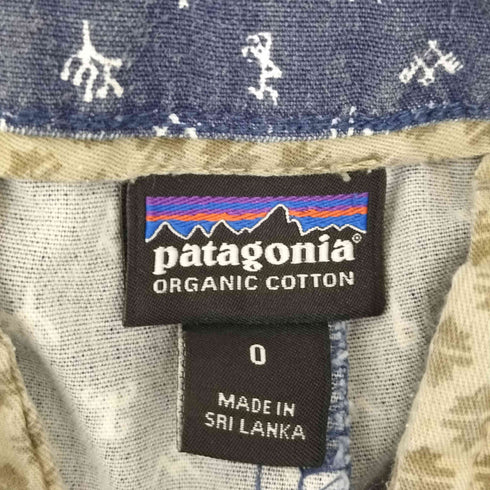 patagonia®
ORGANIC COTTON
0
MADE IN
SRI LANKA